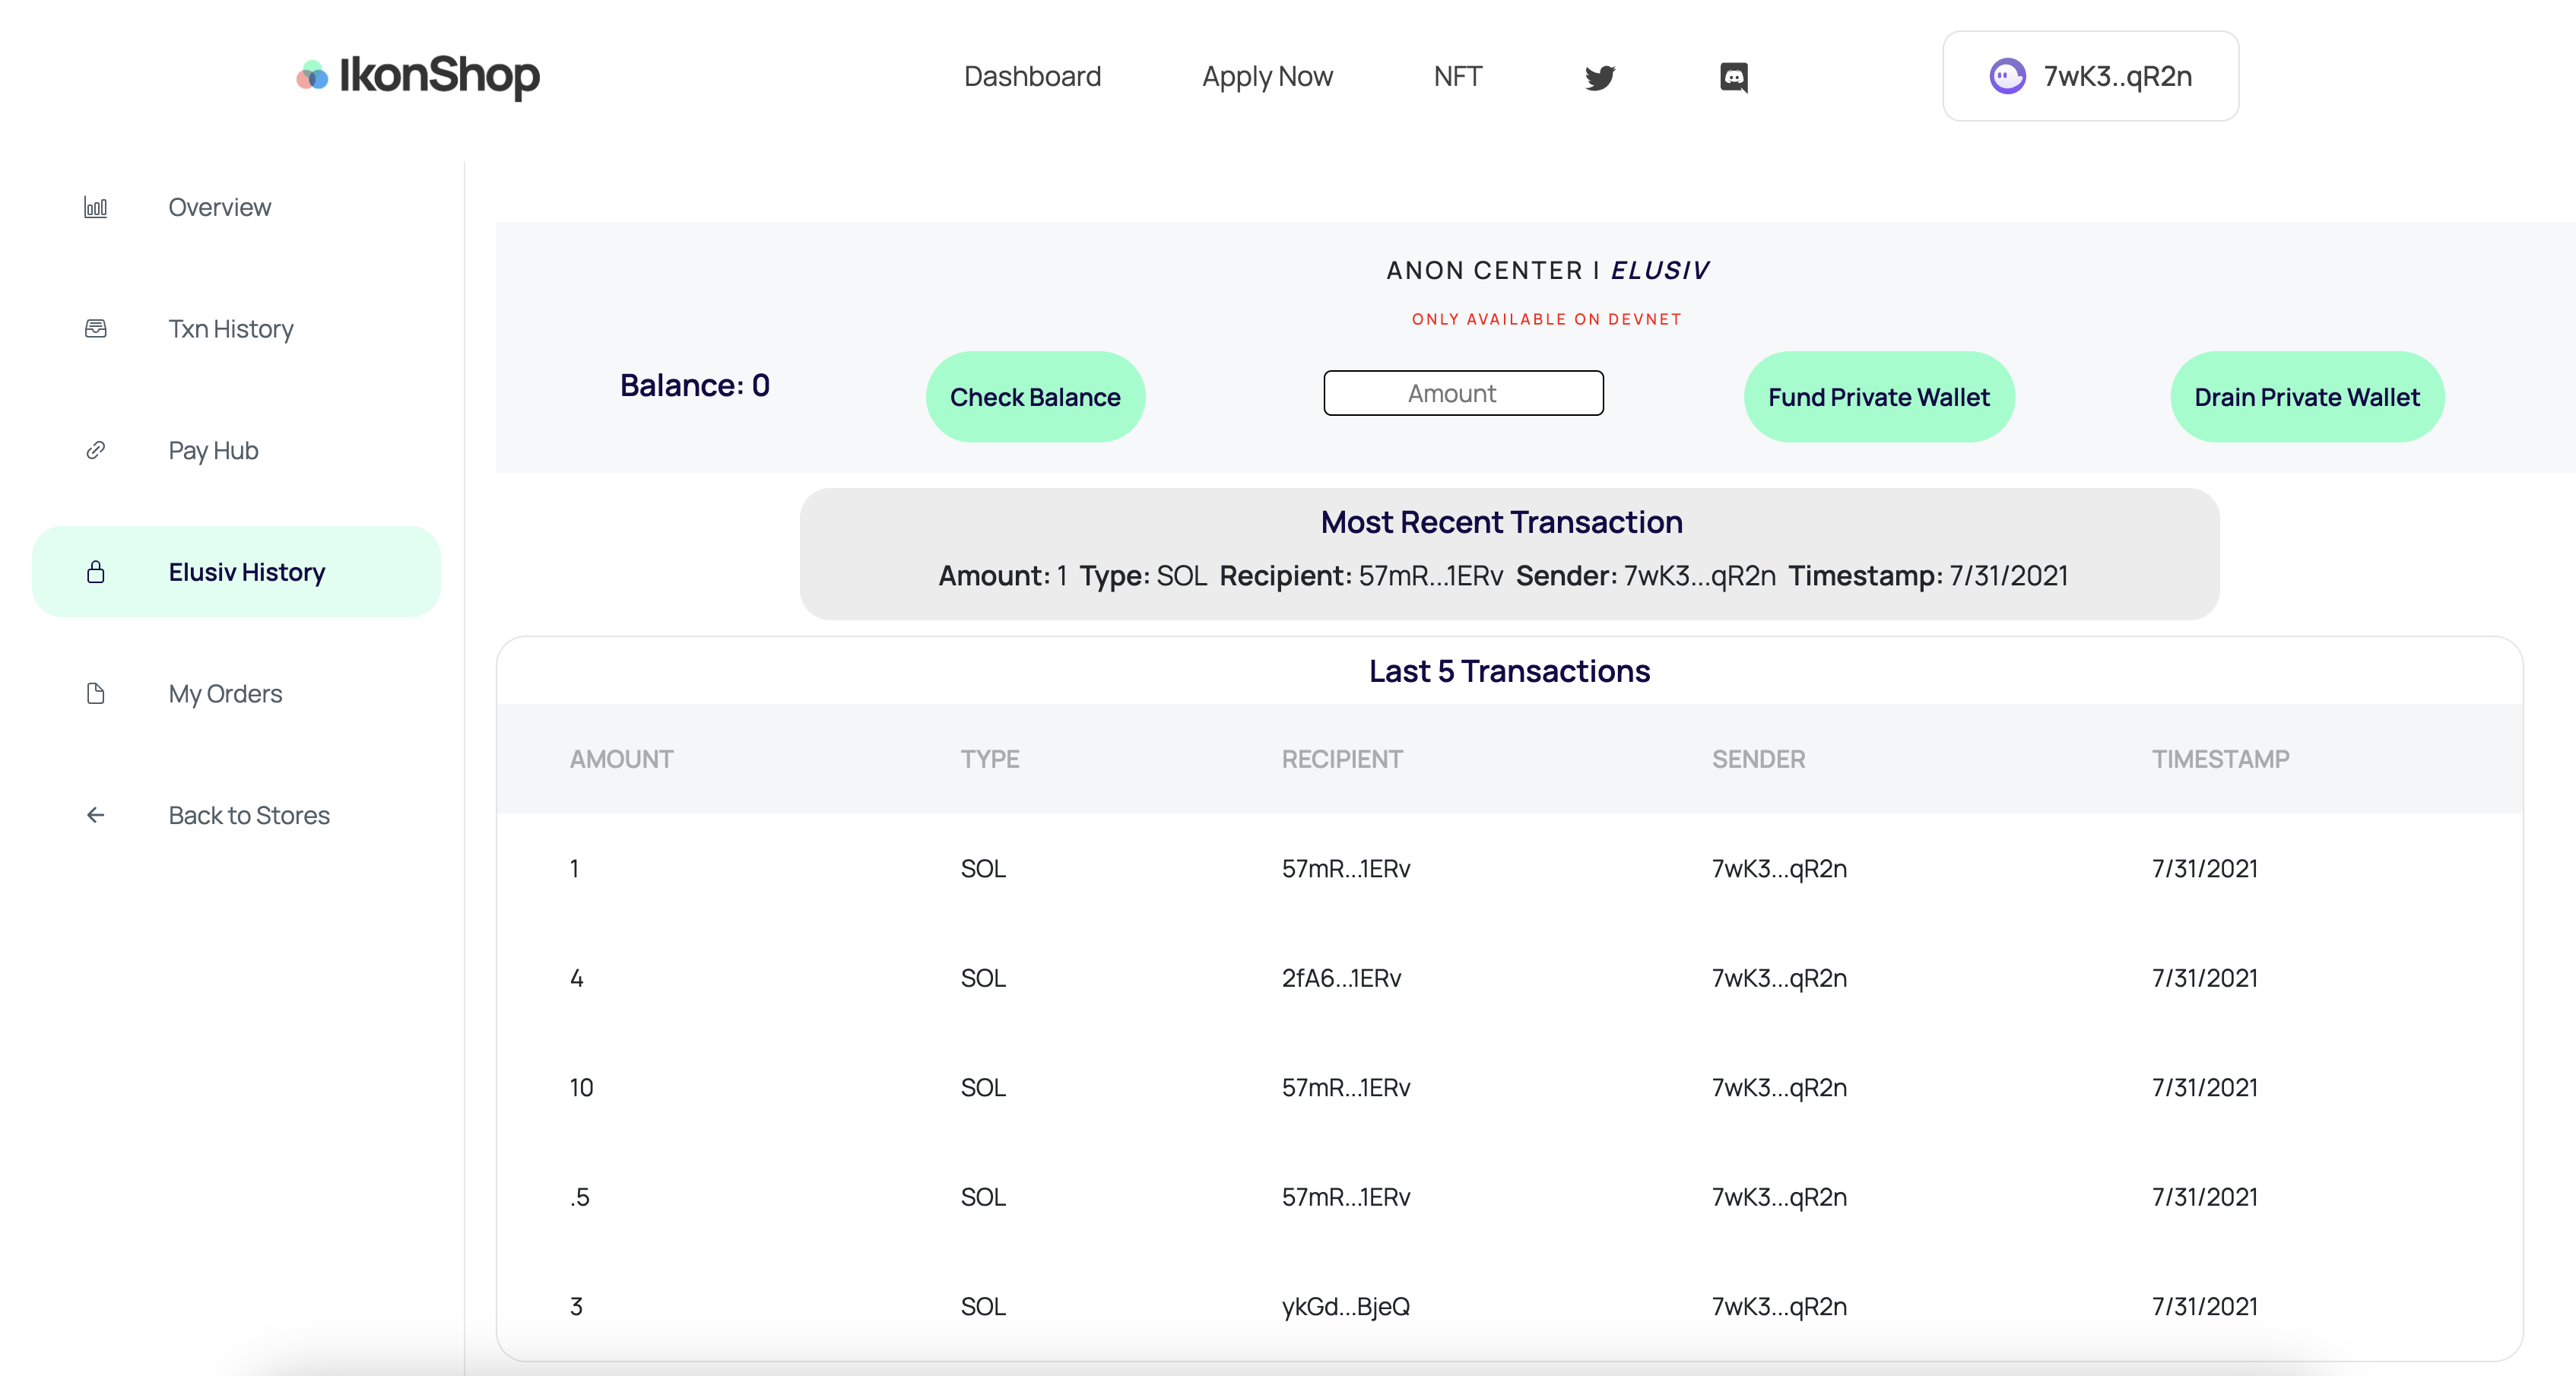 IkonShop
Dashboard
Apply Now
NFT
7wK3..qR2n
Overview
Txn History
Pay Hub
Elusiv History
My Orders
Back to Stores
ANON CENTER | ELUSIV
ONLY AVAILABLE ON DEVNET
Balance: 0
Check Balance
Amount
Fund Private Wallet
Drain Private Wallet
Most Recent Transaction
Amount: 1 Type: SOL Recipient: 57mR...1ERv Sender: 7wK3...qR2n Timestamp: 7/31/2021
Last 5 Transactions
AMOUNT TYPE RECIPIENT SENDER TIMESTAMP
1 SOL 57mR...1ERv 7wK3...qR2n 7/31/2021
4 SOL 2fA6...1ERv 7wK3...qR2n 7/31/2021
10 SOL 57mR...1ERv 7wK3...qR2n 7/31/2021
.5 SOL 57mR...1ERv 7wK3...qR2n 7/31/2021
3 SOL ykGd...BjeQ 7wK3...qR2n 7/31/2021